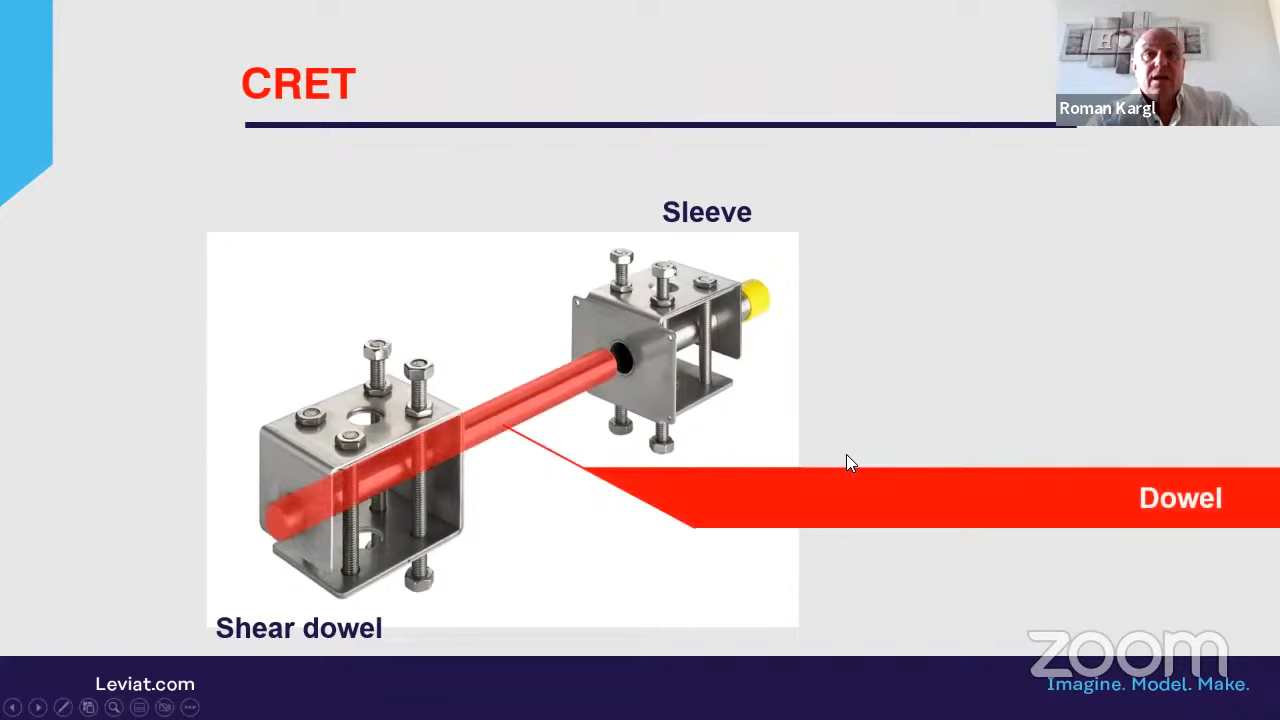 CRET
Roman Kargl
Sleeve
Dowel
Shear dowel
zoom
Leviat.com
Imagine. Model. Make.